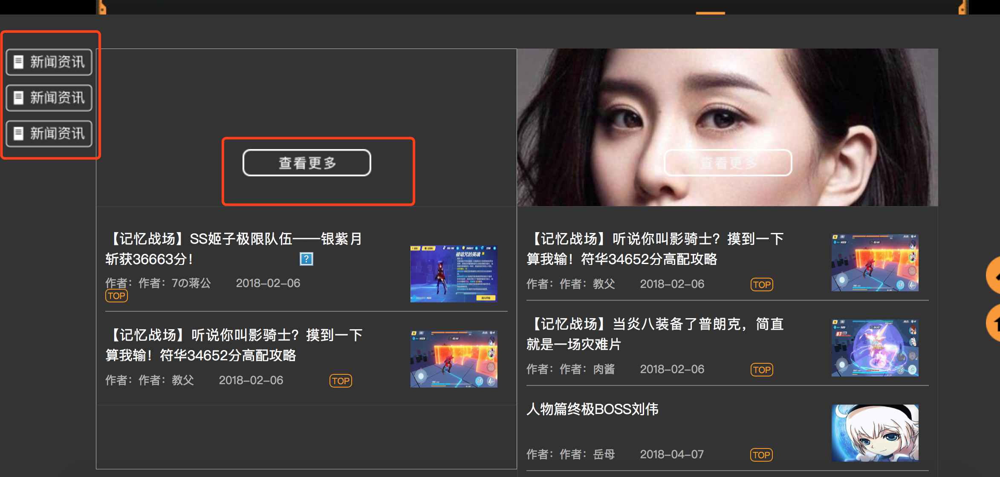 新闻资讯
新闻资讯
新闻资讯
查看更多
查看更多
【记忆战场】SS姬子极限队伍——银紫月
斩获36663分！
作者：作者：7の蒋公 2018-02-06
TOP
被诅咒的英魂
战斗开始
【记忆战场】听说你叫影骑士？摸到一下
算我输！符华34652分高配攻略
作者：作者：教父 2018-02-06 TOP
【记忆战场】听说你叫影骑士？摸到一下
算我输！符华34652分高配攻略
作者：作者：教父 2018-02-06 TOP
【记忆战场】当炎八装备了普朗克，简直
就是一场灾难片
作者：作者：肉酱 2018-02-06 TOP
人物篇终极BOSS刘伟
作者：作者：岳母 2018-04-07 TOP